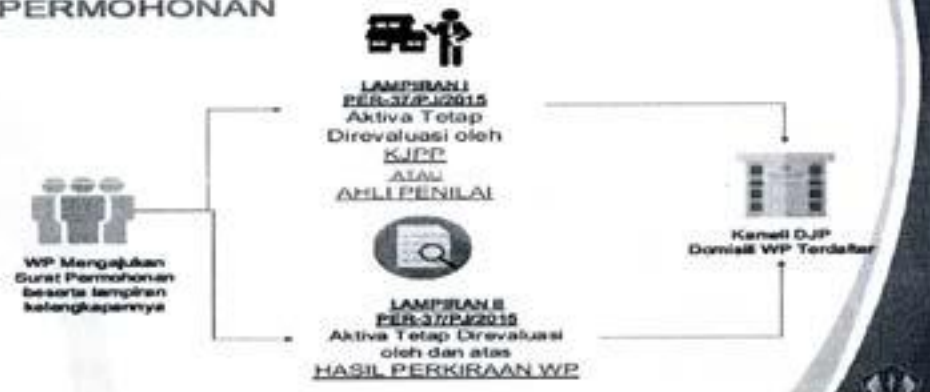 PERMOHONAN
LAMPIRAN I
PER-37/PJ/2015
Aktiva Tetap
Direvaluasi oleh
KJPP
ATAU
AHLI PENILAI
WP Mengajukan
Surat Permohonan
beserta lampiran
kelengkapannya
Kanwil DJP
Domisili WP Terdaftar
LAMPIRAN II
PER-37/PJ/2015
Aktiva Tetap Direvaluasi
oleh dan atas
HASIL PERKIRAAN WP